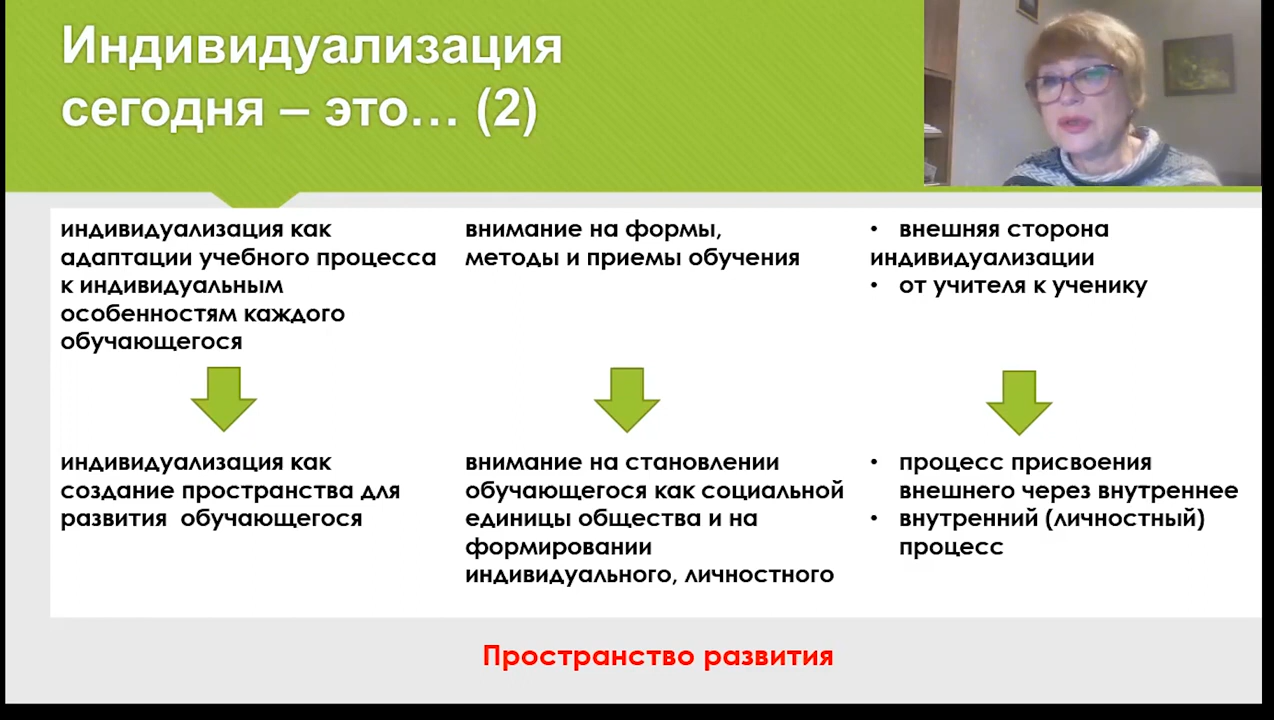 Индивидуализация
сегодня – это… (2)
индивидуализация как
адаптации учебного процесса
к индивидуальным
особенностям каждого
обучающегося
внимание на формы,
методы и приемы обучения
• внешняя сторона
индивидуализации
• от учителя к ученику
индивидуализация как
создание пространства для
развития обучающегося
внимание на становлении
обучающегося как социальной
единицы общества и на
формировании
индивидуального, личностного
• процесс присвоения
внешнего через внутреннее
• внутренний (личностный)
процесс
Пространство развития